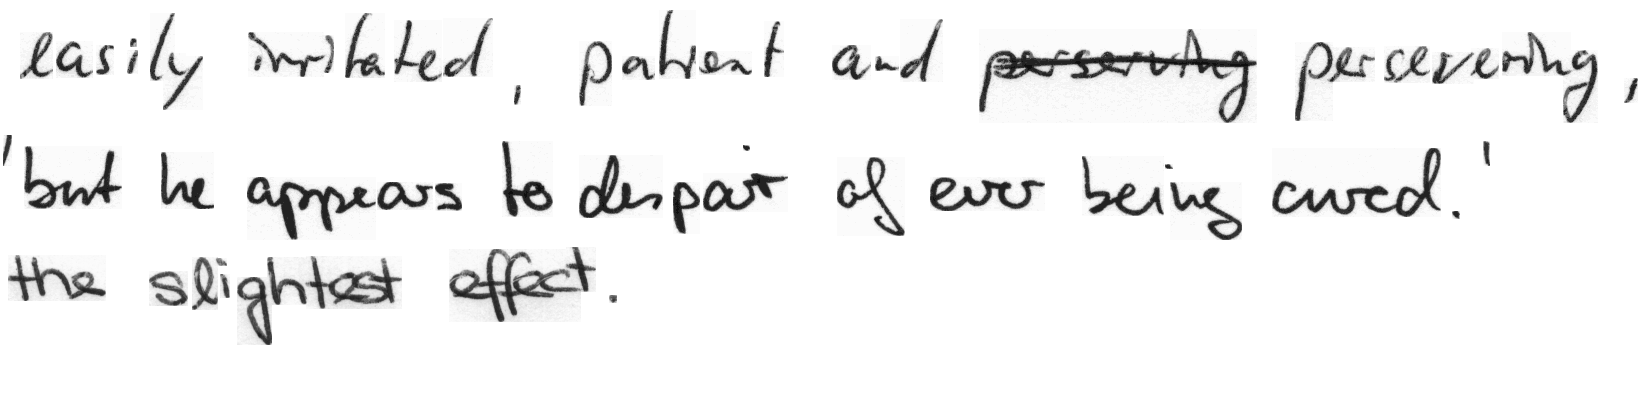 easily irritated, patient and perserving persevering,
'but he appears to despair of ever being cured.'
the slightest effect.